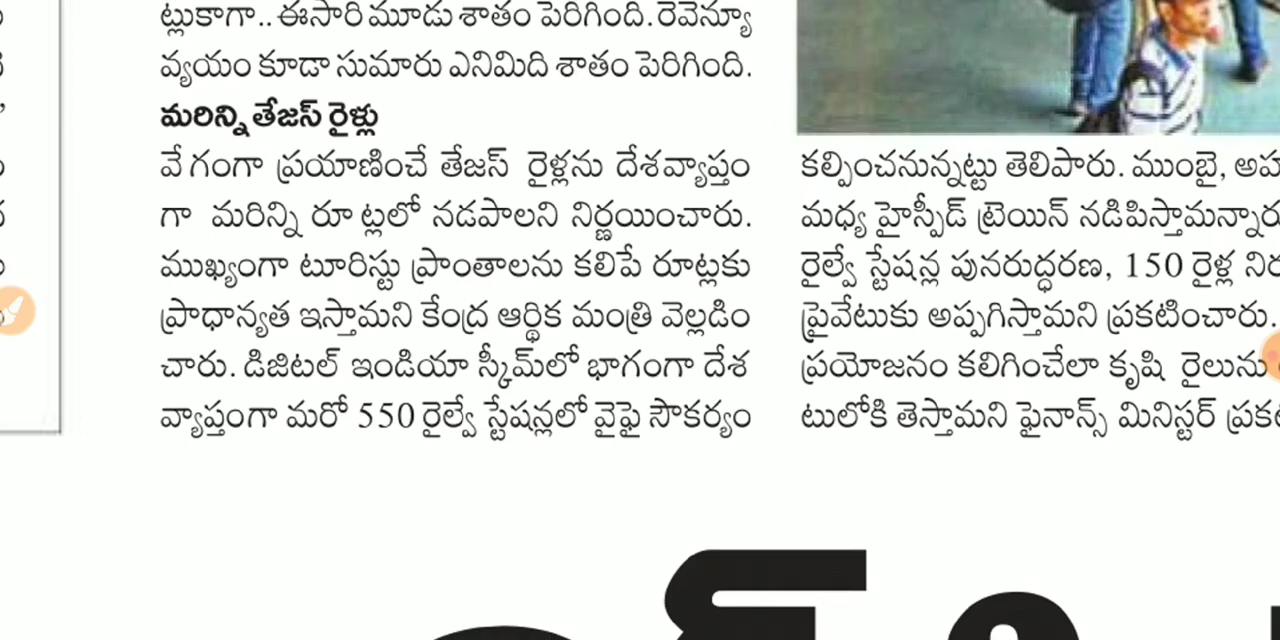 ట్లుకాగా.. ఈసారి మూడు శాతం పెరిగింది. రెవెన్యూ
వ్యయం కూడా సుమారు ఎనిమిది శాతం పెరిగింది.
మరిన్ని తేజస్ రైళ్లు
వే గంగా ప్రయాణించే తేజస్ రైళ్లను దేశవ్యాప్తం
గా మరిన్ని రూ ట్లలో నడపాలని నిర్ణయించారు.
ముఖ్యంగా టూరిస్టు ప్రాంతాలను కలిపే రూట్లకు
ప్రాధాన్యత ఇస్తామని కేంద్ర ఆర్థిక మంత్రి వెల్లడిం
చారు. డిజిటల్ ఇండియా స్కీమ్‌లో భాగంగా దేశ
వ్యాప్తంగా మరో 550 రైల్వే స్టేషన్లలో వైఫై సౌకర్యం
కల్పించనున్నట్టు తెలిపారు. ముంబై,
మధ్య హైస్పీడ్ ట్రెయిన్ నడిపిస్తామన్నారు
రైల్వే స్టేషన్ల పునరుద్ధరణ, 150 రైళ్ల
ప్రైవేటుకు అప్పగిస్తామని ప్రకటించారు.
ప్రయోజనం కలిగించేలా కృషి రైలును
టులోకి తెస్తామని ఫైనాన్స్ మినిస్టర్